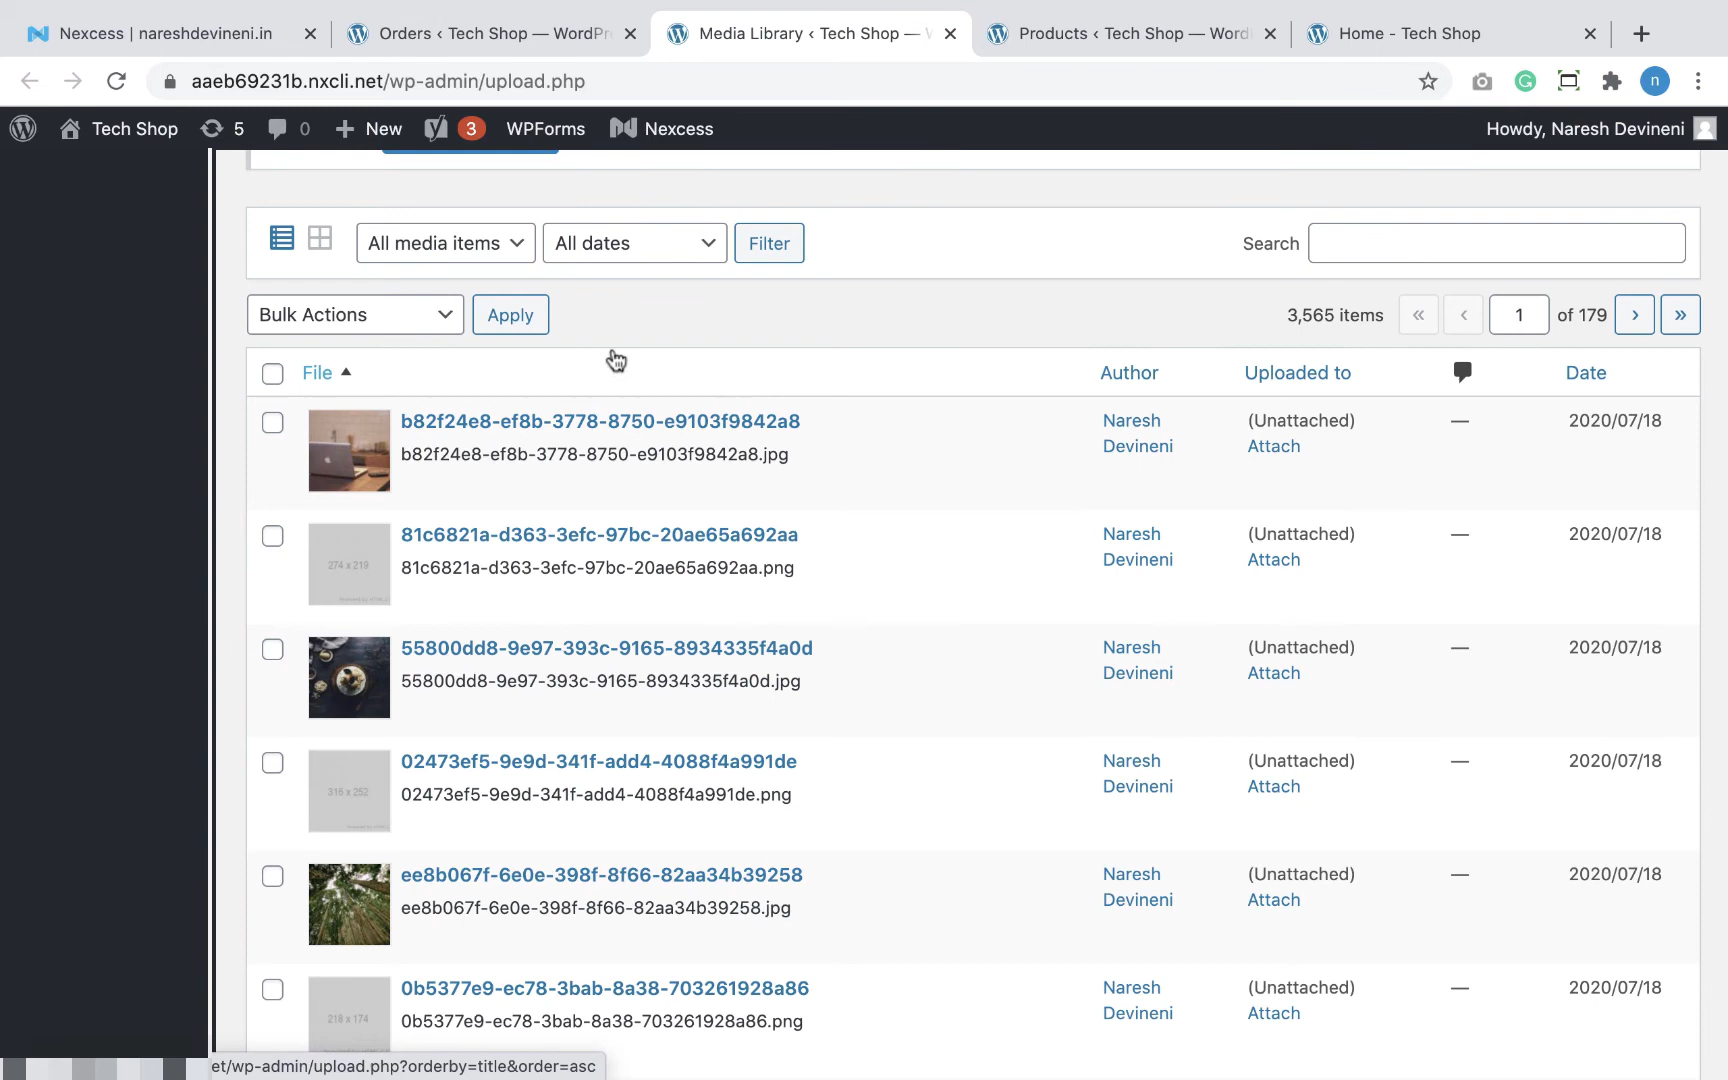 Nexcess | nareshdevineni.in
Orders ‹ Tech Shop — WordPr
Media Library ‹ Tech Shop — W
Products ‹ Tech Shop — Word
Home - Tech Shop
aaeb69231b.nxcli.net/wp-admin/upload.php
n
Tech Shop
5
0
New
3
WPForms
Nexcess
Howdy, Naresh Devineni
All media items
All dates
Filter
Search
Bulk Actions
Apply
3,565 items
«
‹
1
of 179
›
»
File
Author
Uploaded to
Date
b82f24e8-ef8b-3778-8750-e9103f9842a8
b82f24e8-ef8b-3778-8750-e9103f9842a8.jpg
Naresh
Devineni
(Unattached)
Attach
—
2020/07/18
274 x 219
81c6821a-d363-3efc-97bc-20ae65a692aa
81c6821a-d363-3efc-97bc-20ae65a692aa.png
Naresh
Devineni
(Unattached)
Attach
—
2020/07/18
55800dd8-9e97-393c-9165-8934335f4a0d
55800dd8-9e97-393c-9165-8934335f4a0d.jpg
Naresh
Devineni
(Unattached)
Attach
—
2020/07/18
316 x 252
02473ef5-9e9d-341f-add4-4088f4a991de
02473ef5-9e9d-341f-add4-4088f4a991de.png
Naresh
Devineni
(Unattached)
Attach
—
2020/07/18
ee8b067f-6e0e-398f-8f66-82aa34b39258
ee8b067f-6e0e-398f-8f66-82aa34b39258.jpg
Naresh
Devineni
(Unattached)
Attach
—
2020/07/18
218 x 174
0b5377e9-ec78-3bab-8a38-703261928a86
0b5377e9-ec78-3bab-8a38-703261928a86.png
Naresh
Devineni
(Unattached)
Attach
—
2020/07/18
et/wp-admin/upload.php?orderby=title&order=asc